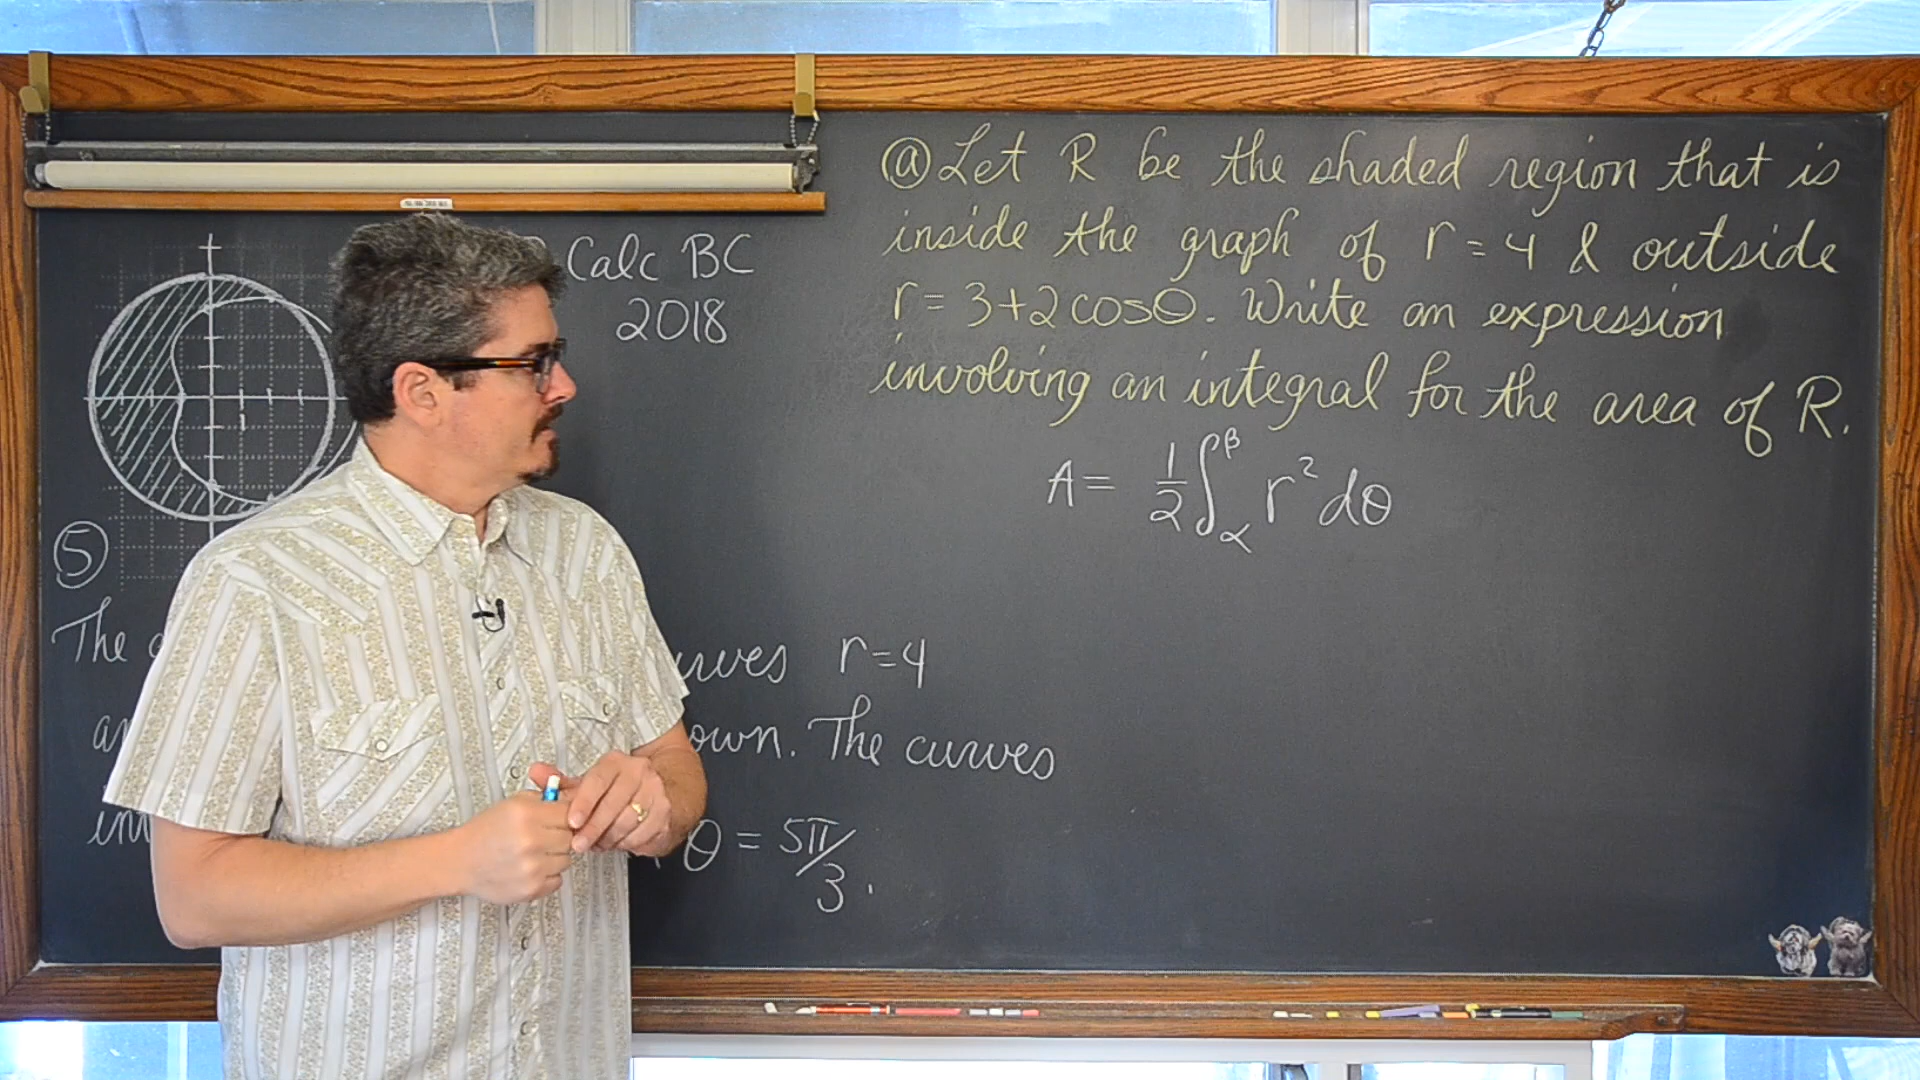 Calc BC
2018
ⓐ Let R be the shaded region that is
inside the graph of r = 4 & outside
r = 3+2cosθ. Write an expression
involving an integral for the area of R.
A = 1/2 ∫_α^β r² dθ
1
⑤
The r=4
The curves
θ = 5π/3.